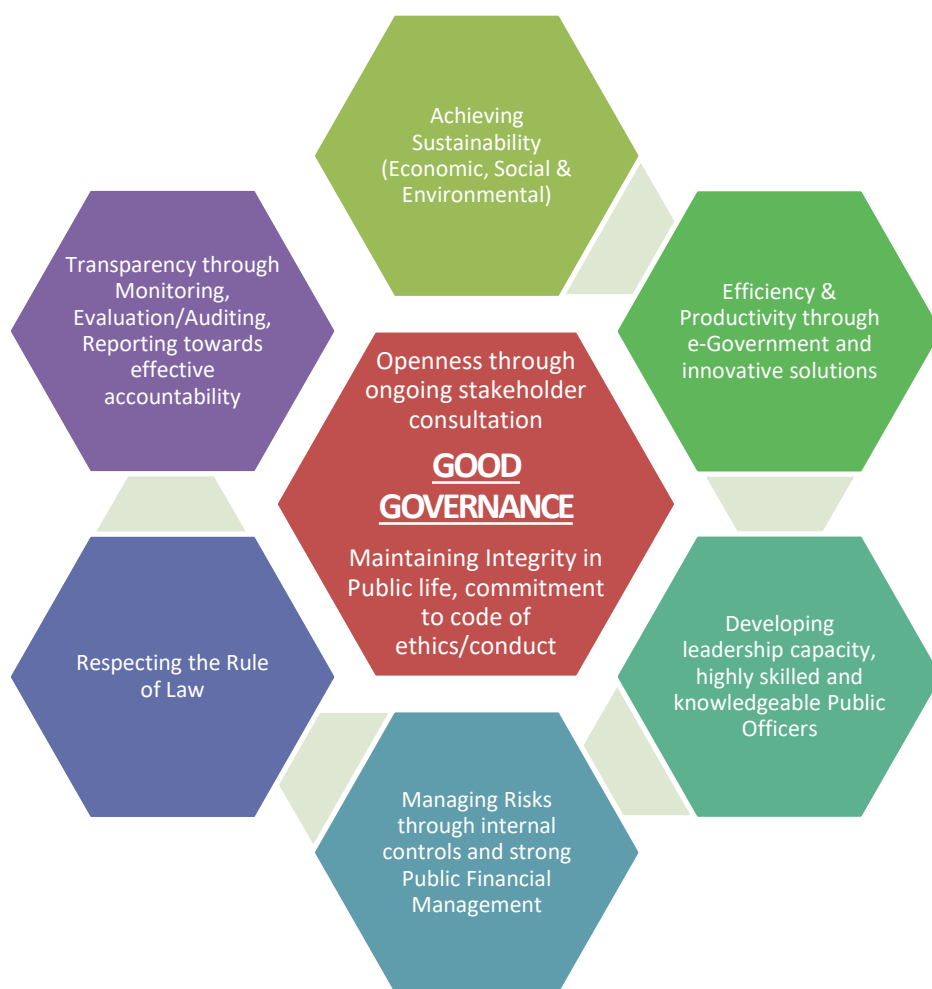 Achieving
Sustainability
(Economic, Social &
Environmental)
Efficiency &
Productivity through
e-Government and
innovative solutions
Developing
leadership capacity,
highly skilled and
knowledgeable Public
Officers
Managing Risks
through internal
controls and strong
Public Financial
Management
Respecting the Rule
of Law
Transparency through
Monitoring,
Evaluation/Auditing,
Reporting towards
effective
accountability
Openness through
ongoing stakeholder
consultation
GOOD
GOVERNANCE
Maintaining Integrity in
Public life, commitment
to code of
ethics/conduct